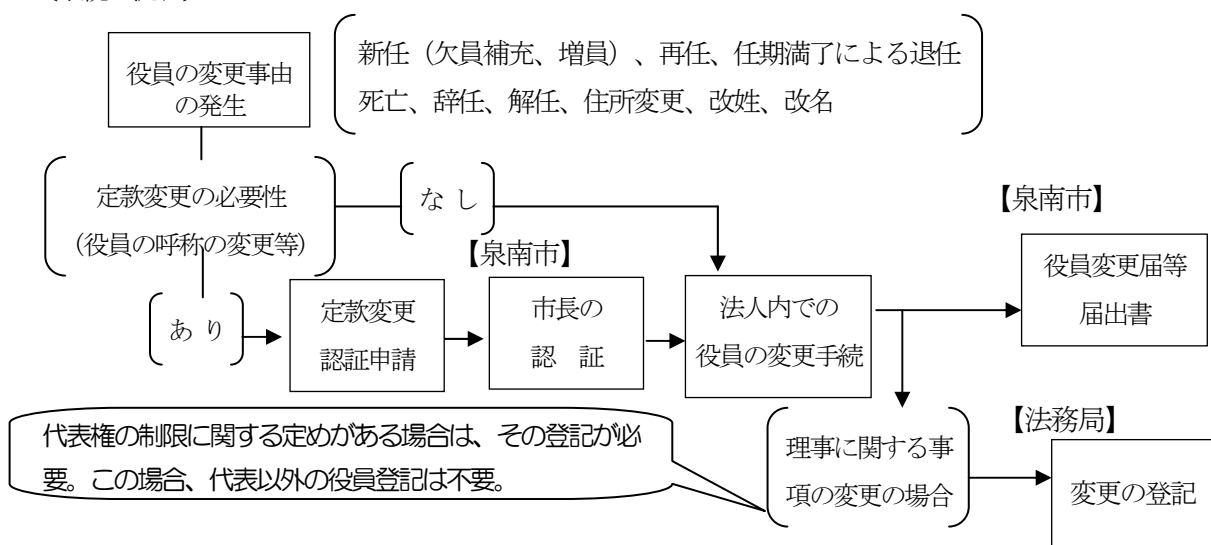 役員の変更事由
の発生
新任（欠員補充、増員）、再任、任期満了による退任
死亡、辞任、解任、住所変更、改姓、改名
定款変更の必要性
(役員の呼称の変更等)
なし
【泉南市】
【泉南市】
あり
定款変更
認証申請
市長の
認　証
法人内での
役員の変更手続
役員変更届等
届出書
代表権の制限に関する定めがある場合は、その登記が必
要。この場合、代表以外の役員登記は不要。
理事に関する事
項の変更の場合
【法務局】
変更の登記